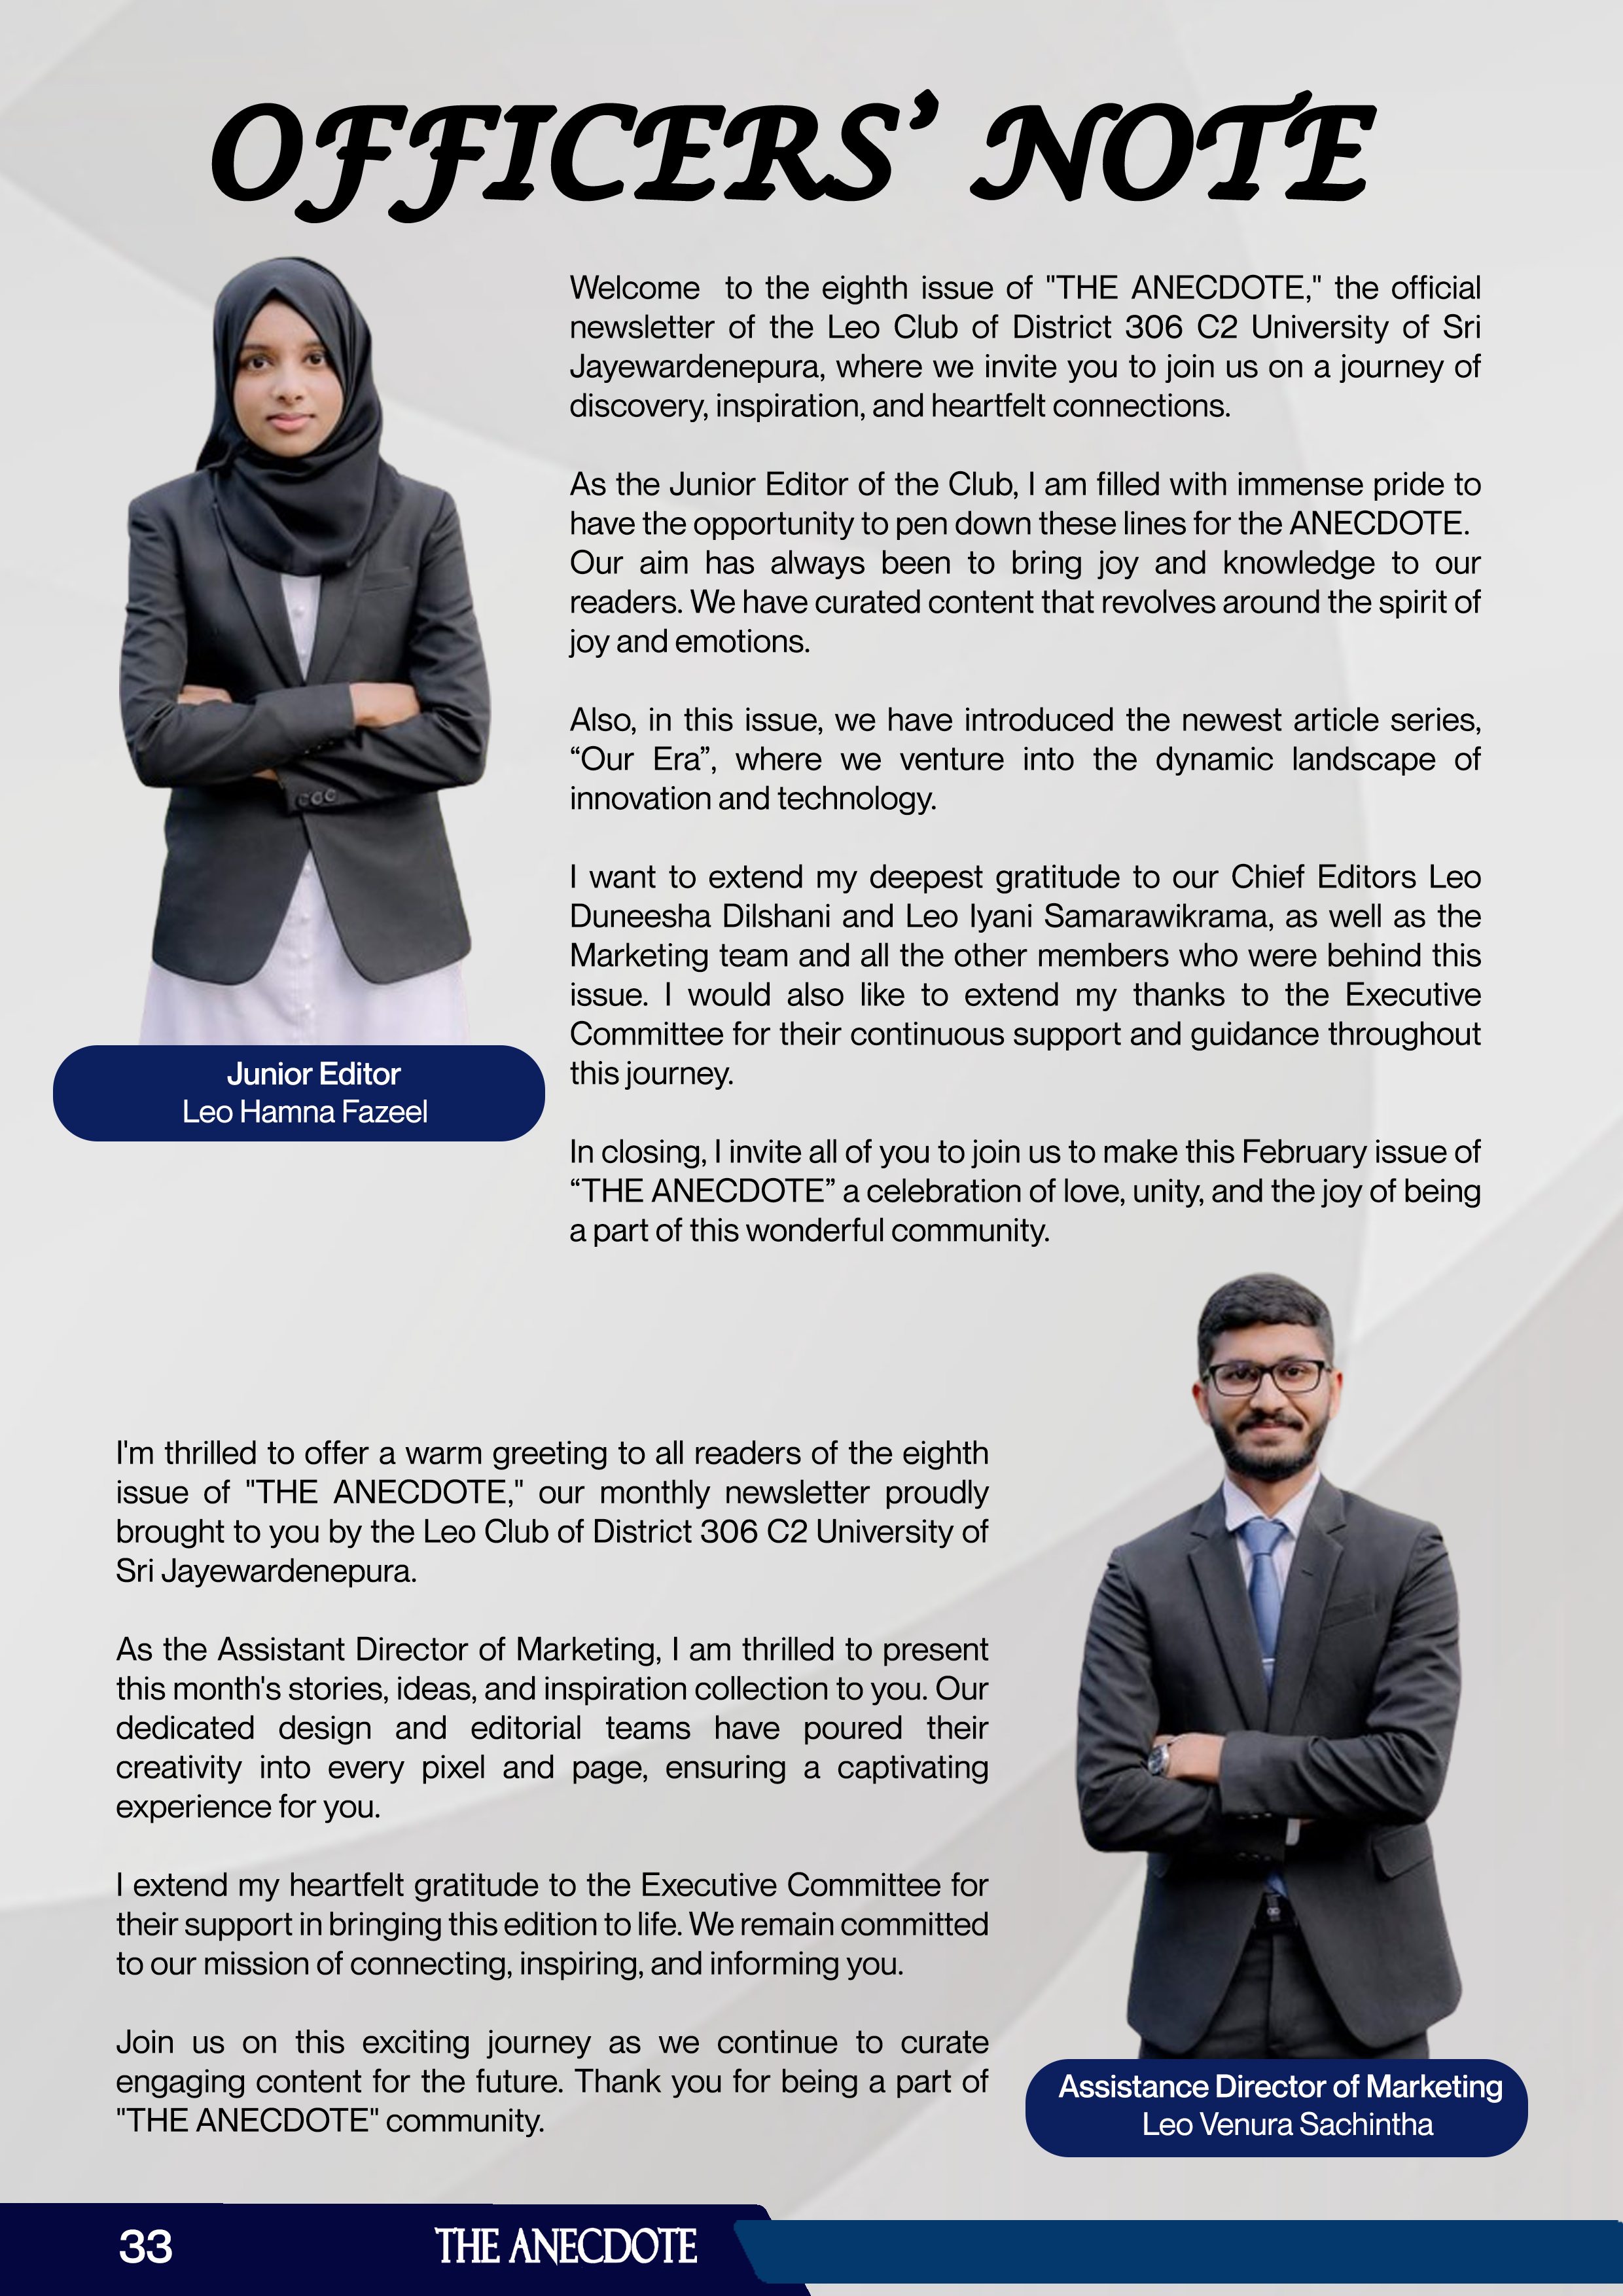 OFFICERS' NOTE
Welcome to the eighth issue of "THE ANECDOTE," the official
newsletter of the Leo Club of District 306 C2 University of Sri
Jayewardenepura, where we invite you to join us on a journey of
discovery, inspiration, and heartfelt connections.
As the Junior Editor of the Club, I am filled with immense pride to
have the opportunity to pen down these lines for the ANECDOTE.
Our aim has always been to bring joy and knowledge to our
readers. We have curated content that revolves around the spirit of
joy and emotions.
Also, in this issue, we have introduced the newest article series,
“Our Era”, where we venture into the dynamic landscape of
innovation and technology.
I want to extend my deepest gratitude to our Chief Editors Leo
Duneesha Dilshani and Leo Iyani Samarawikrama, as well as the
Marketing team and all the other members who were behind this
issue. I would also like to extend my thanks to the Executive
Committee for their continuous support and guidance throughout
this journey.
In closing, I invite all of you to join us to make this February issue of
“THE ANECDOTE” a celebration of love, unity, and the joy of being
a part of this wonderful community.
Junior Editor
Leo Hamna Fazeel
I'm thrilled to offer a warm greeting to all readers of the eighth
issue of "THE ANECDOTE," our monthly newsletter proudly
brought to you by the Leo Club of District 306 C2 University of
Sri Jayewardenepura.
As the Assistant Director of Marketing, I am thrilled to present
this month's stories, ideas, and inspiration collection to you. Our
dedicated design and editorial teams have poured their
creativity into every pixel and page, ensuring a captivating
experience for you.
I extend my heartfelt gratitude to the Executive Committee for
their support in bringing this edition to life. We remain committed
to our mission of connecting, inspiring, and informing you.
Join us on this exciting journey as we continue to curate
engaging content for the future. Thank you for being a part of
"THE ANECDOTE" community.
Assistance Director of Marketing
Leo Venura Sachintha
33
THE ANECDOTE